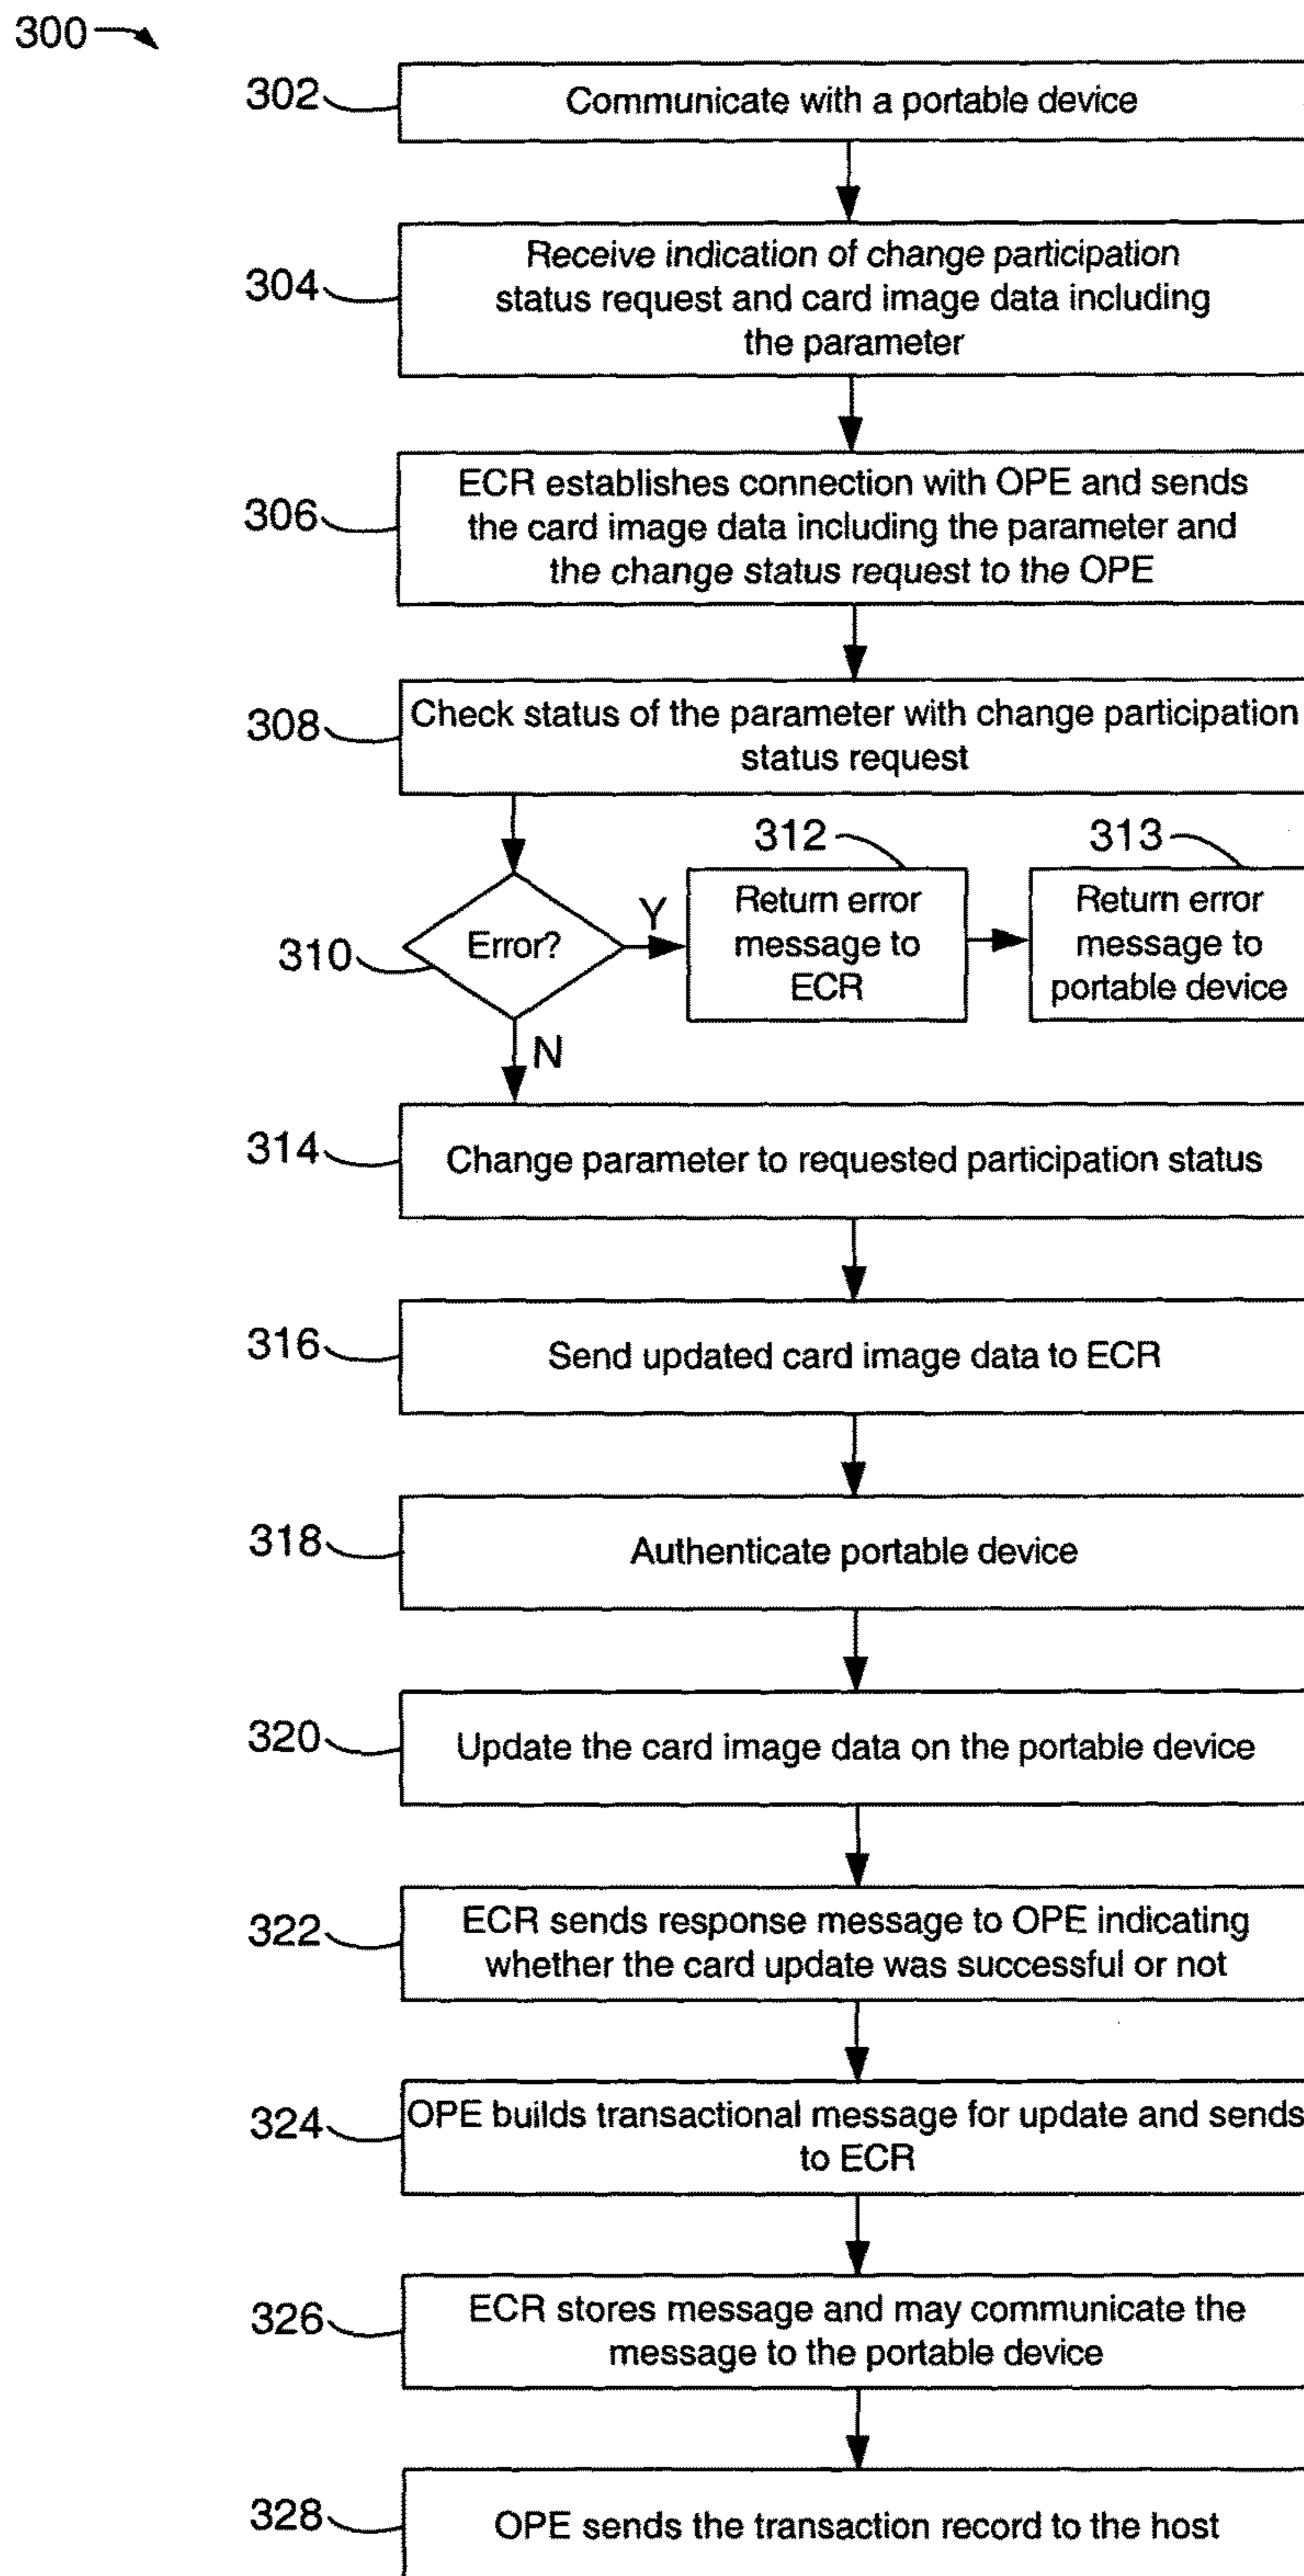 300
302
Communicate with a portable device
304
Receive indication of change participation
status request and card image data including
the parameter
306
ECR establishes connection with OPE and sends
the card image data including the parameter and
the change status request to the OPE
308
Check status of the parameter with change participation
status request
310
Error?
Y
312
Return error
message to
ECR
313
Return error
message to
portable device
N
314
Change parameter to requested participation status
316
Send updated card image data to ECR
318
Authenticate portable device
320
Update the card image data on the portable device
322
ECR sends response message to OPE indicating
whether the card update was successful or not
324
OPE builds transactional message for update and sends
to ECR
326
ECR stores message and may communicate the
message to the portable device
328
OPE sends the transaction record to the host